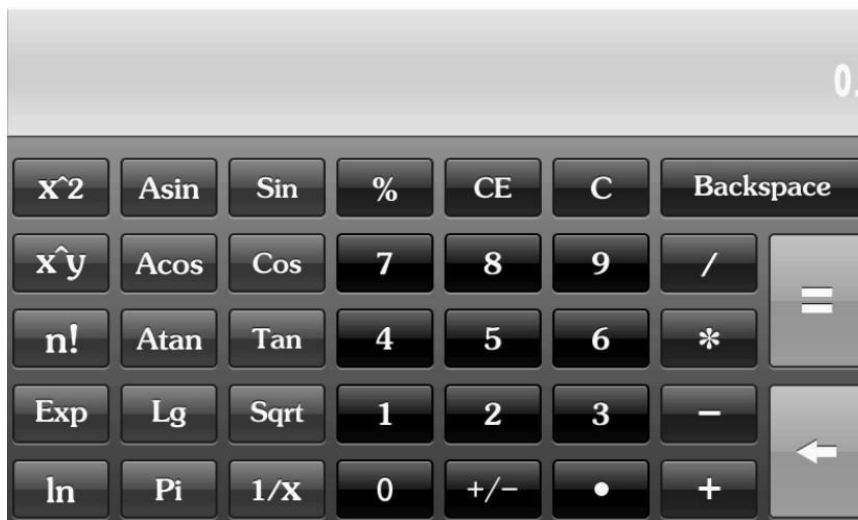 0.
x^2 Asin Sin % CE C Backspace
x^y Acos Cos 7 8 9 / =
n! Atan Tan 4 5 6 *
Exp Lg Sqrt 1 2 3 −
ln Pi 1/x 0 +/− • +